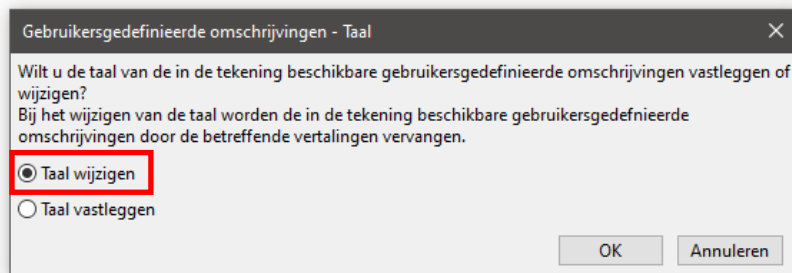 Gebruikersgedefinieerde omschrijvingen - Taal
Wilt u de taal van de in de tekening beschikbare gebruikersgedefinieerde omschrijvingen vastleggen of
wijzigen?
Bij het wijzigen van de taal worden de in de tekening beschikbare gebruikersgedefnieerde
omschrijvingen door de betreffende vertalingen vervangen.
Taal wijzigen
Taal vastleggen
OK
Annuleren